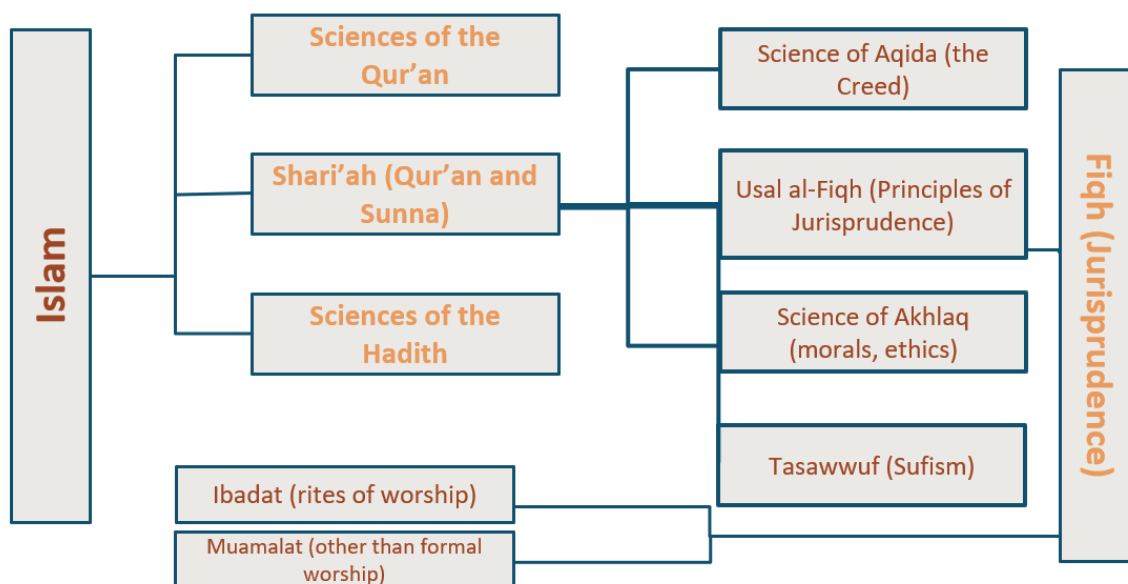 Islam
Sciences of the
Qur’an
Shari’ah (Qur’an and
Sunna)
Sciences of the
Hadith
Science of Aqida (the
Creed)
Usal al-Fiqh (Principles of
Jurisprudence)
Science of Akhlaq
(morals, ethics)
Tasawwuf (Sufism)
Fiqh (Jurisprudence)
Ibadat (rites of worship)
Muamalat (other than formal
worship)